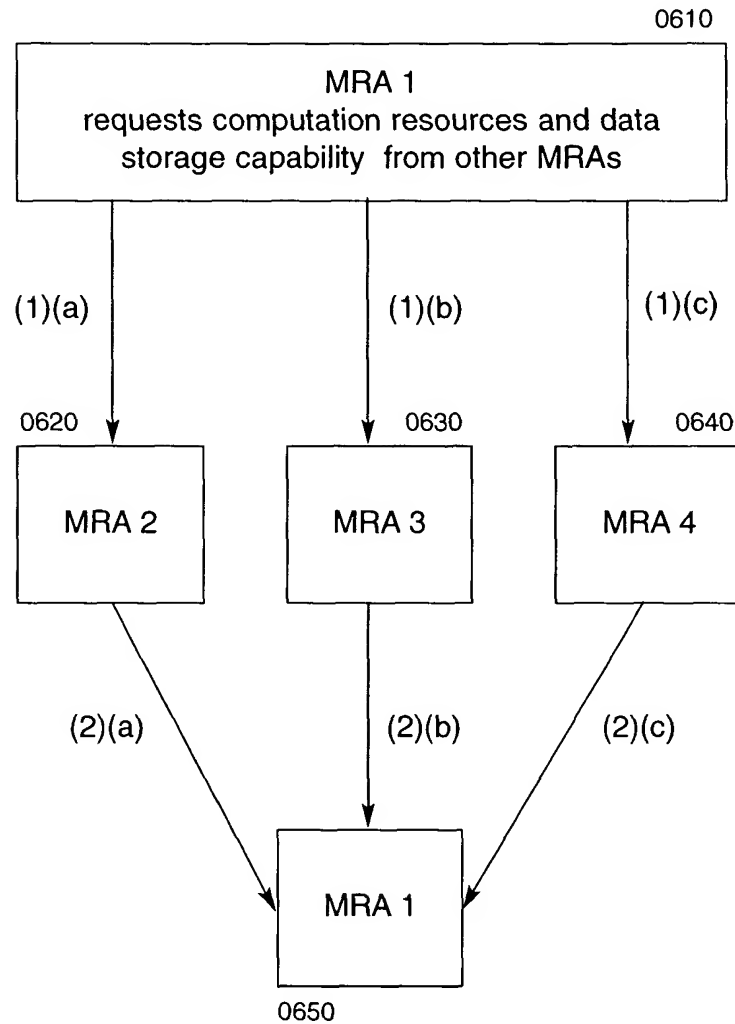 0610
MRA 1
requests computation resources and data
storage capability from other MRAs
(1)(a)
(1)(b)
(1)(c)
0620
0630
0640
MRA 2
MRA 3
MRA 4
(2)(a)
(2)(b)
(2)(c)
MRA 1
0650